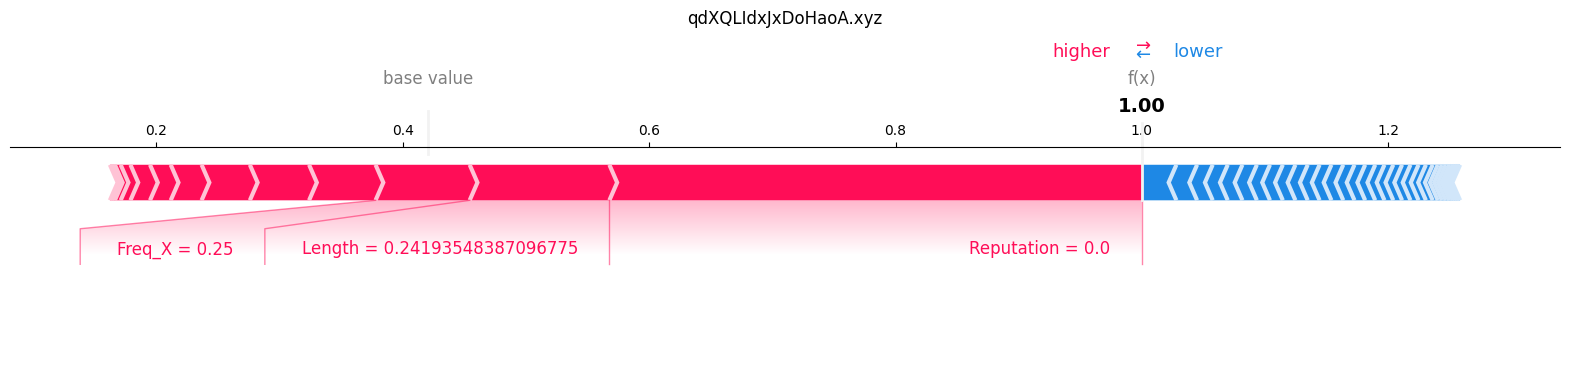 qdXQLIdxJxDoHaoA.xyz
higher ⇄ lower
base value f(x)
1.00
0.2 0.4 0.6 0.8 1.0 1.2
Freq_X = 0.25 Length = 0.24193548387096775 Reputation = 0.0